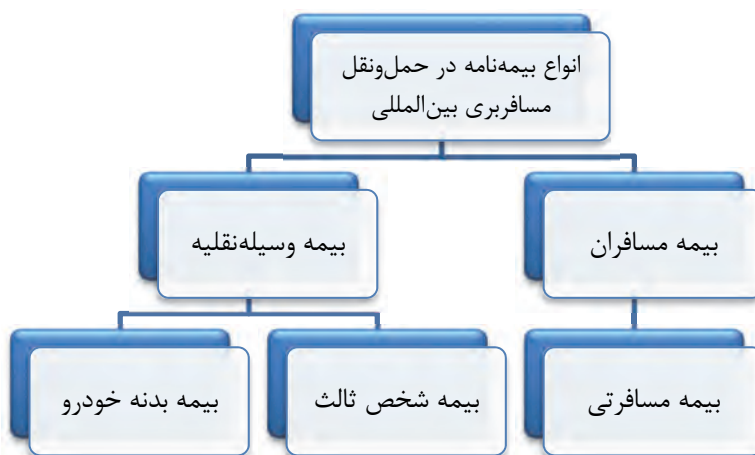 انواع بیمه‌نامه در حمل‌ونقل
مسافربری بین‌المللی
بیمه مسافران
بیمه وسیله‌نقلیه
بیمه مسافرتی
بیمه شخص ثالث
بیمه بدنه خودرو